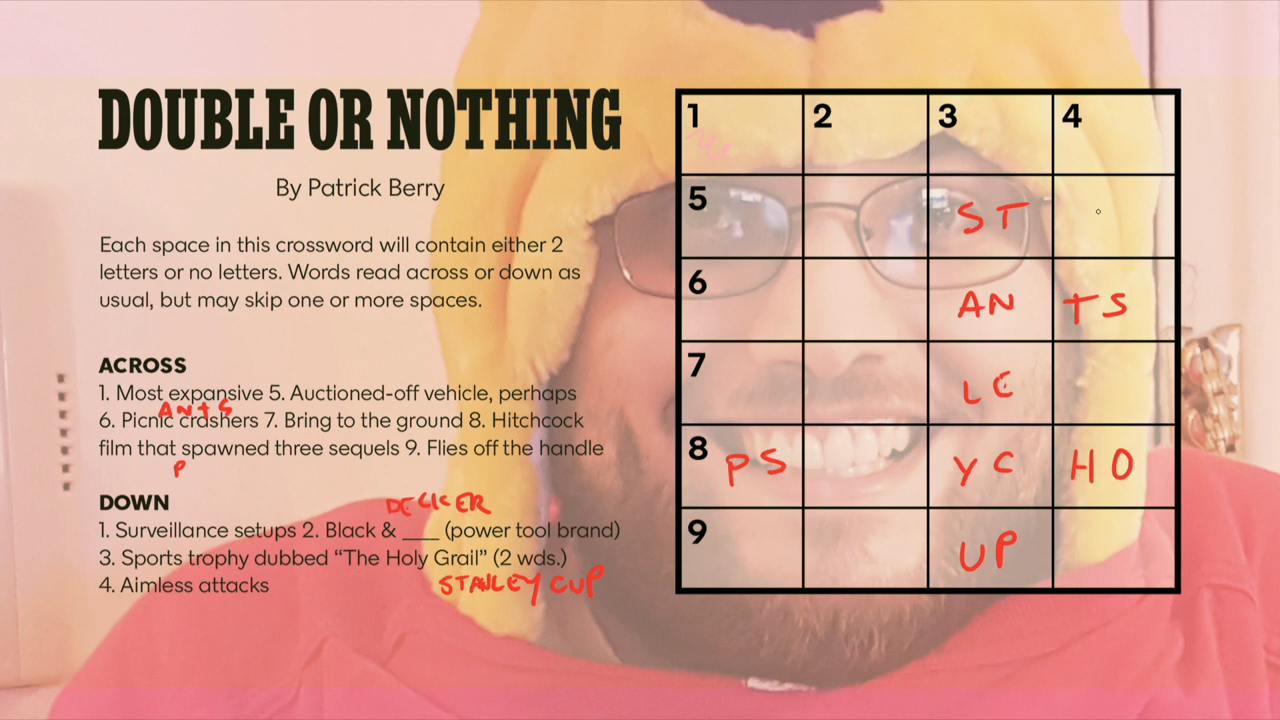 DOUBLE OR NOTHING
By Patrick Berry
Each space in this crossword will contain either 2
letters or no letters. Words read across or down as
usual, but may skip one or more spaces.
ACROSS
1. Most expansive 5. Auctioned-off vehicle, perhaps
ANTS
6. Picnic crashers 7. Bring to the ground 8. Hitchcock
film that spawned three sequels 9. Flies off the handle
P
DOWN
DECKER
1. Surveillance setups 2. Black & ____ (power tool brand)
3. Sports trophy dubbed “The Holy Grail” (2 wds.)
4. Aimless attacks
STANLEY CUP
1 2 3 4
5 ST
6 AN TS
7 LE
8 PS YC HO
9 UP